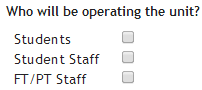 Who will be operating the unit?
Students
Student Staff
FT/PT Staff